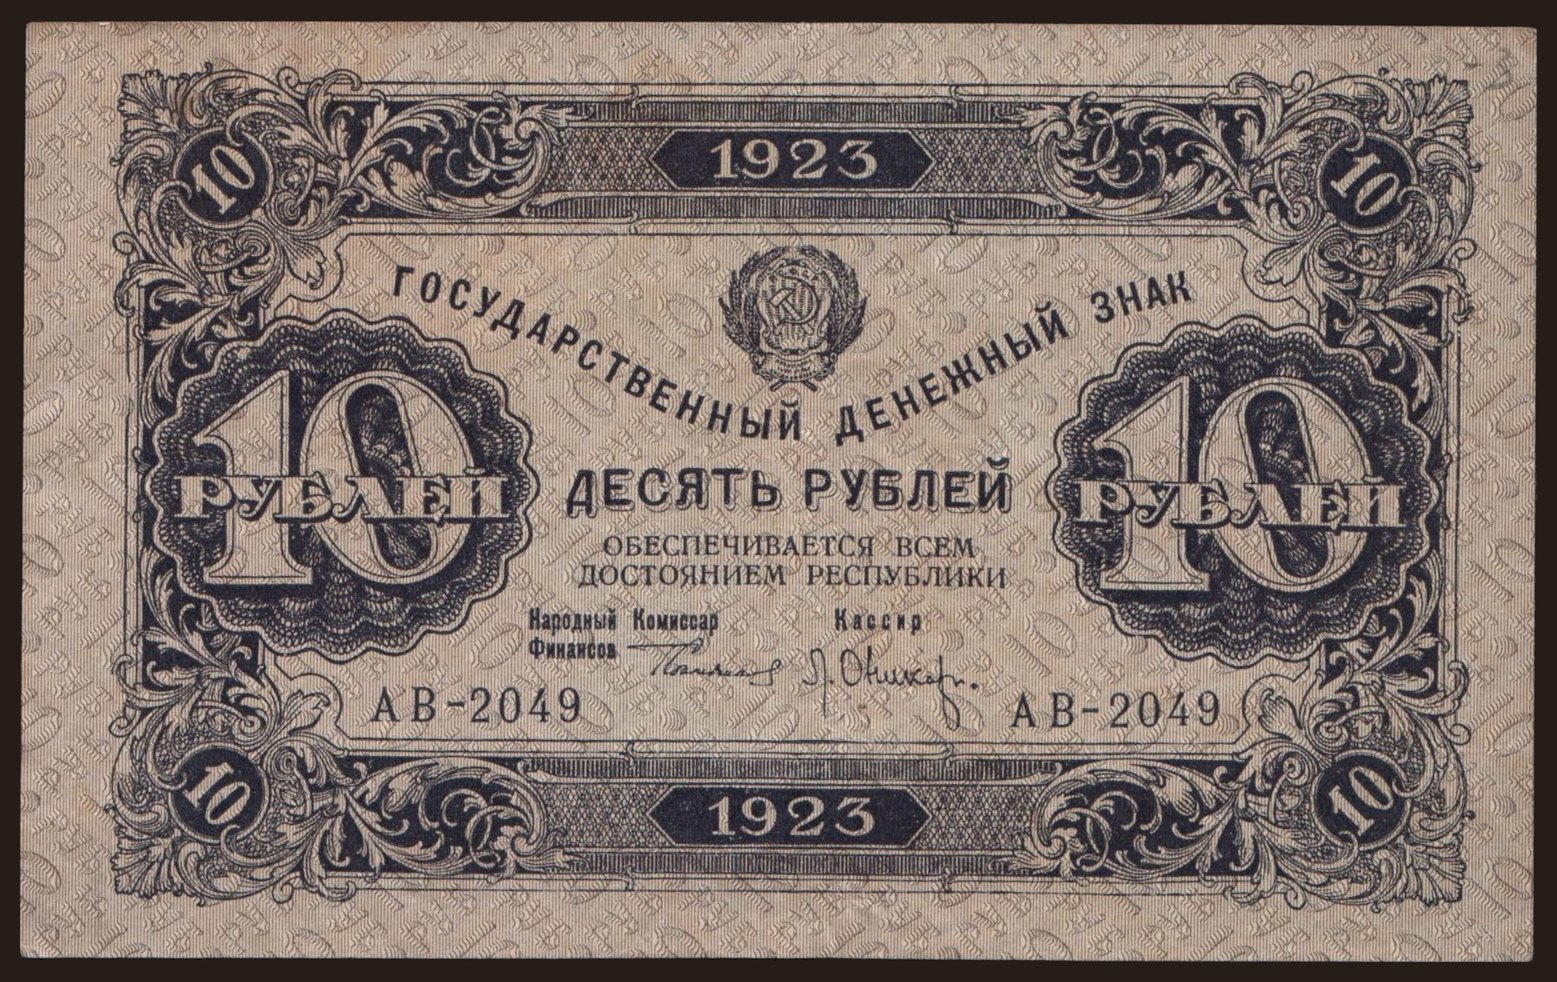 10 1923 10
ГОСУДАРСТВЕННЫЙ ДЕНЕЖНЫЙ ЗНАК
10 РУБЛЕЙ
ДЕСЯТЬ РУБЛЕЙ
10 РУБЛЕЙ
ОБЕСПЕЧИВАЕТСЯ ВСЕМ
ДОСТОЯНИЕМ РЕСПУБЛИКИ
Народный Комиссар
Финансов
Кассир
АВ-2049 АВ-2049
10 1923 10